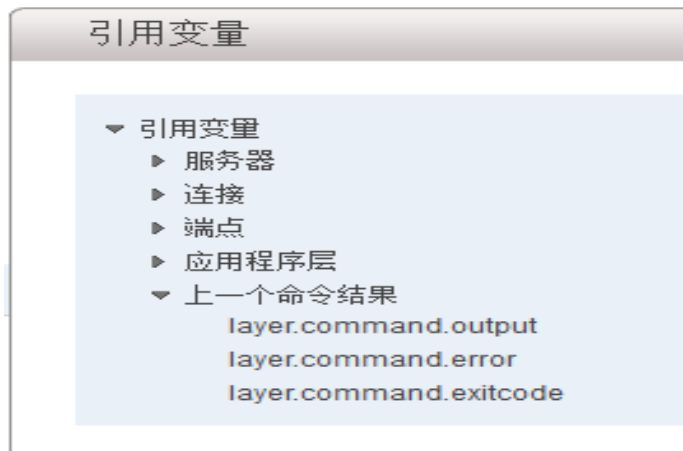 引用变量
引用变量
服务器
连接
端点
应用程序层
上一个命令结果
layer.command.output
layer.command.error
layer.command.exitcode